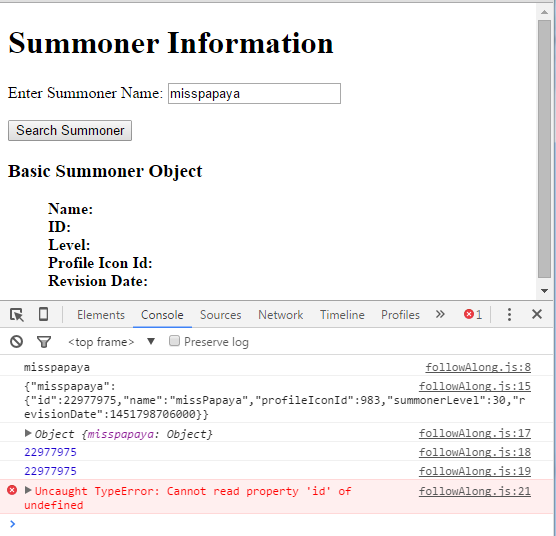 Summoner Information
Enter Summoner Name: misspapaya
Search Summoner
Basic Summoner Object
Name:
ID:
Level:
Profile Icon Id:
Revision Date:
Elements Console Sources Network Timeline Profiles » 1
<top frame> ▼ Preserve log
misspapaya followAlong.js:8
{"misspapaya": followAlong.js:15
{"id":22977975,"name":"missPapaya","profileIconId":983,"summonerLevel":30,"r
evisionDate":1451798706000}}
Object {misspapaya: Object} followAlong.js:17
22977975 followAlong.js:18
22977975 followAlong.js:19
Uncaught TypeError: Cannot read property 'id' of followAlong.js:21
undefined